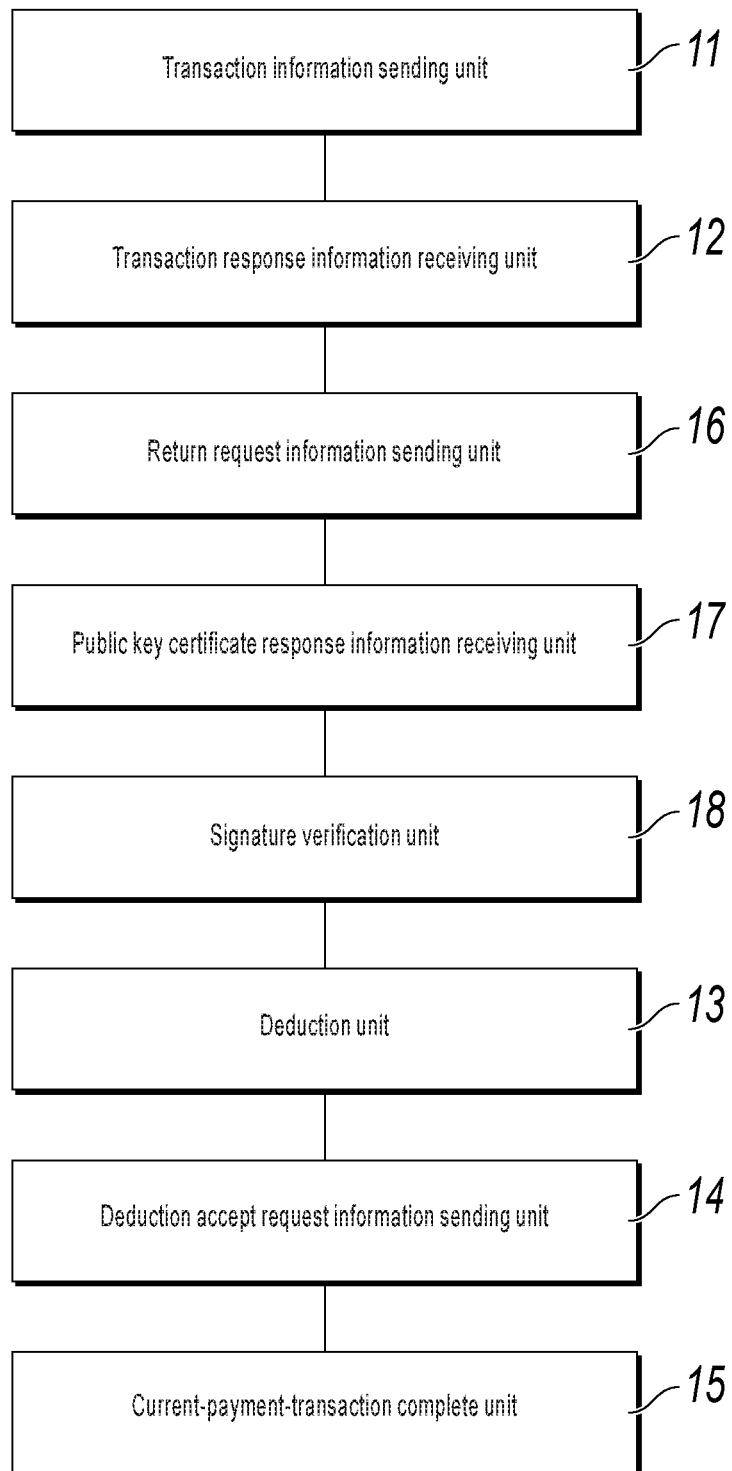 Transaction information sending unit
11
Transaction response information receiving unit
12
Return request information sending unit
16
Public key certificate response information receiving unit
17
Signature verification unit
18
Deduction unit
13
Deduction accept request information sending unit
14
Current-payment-transaction complete unit
15